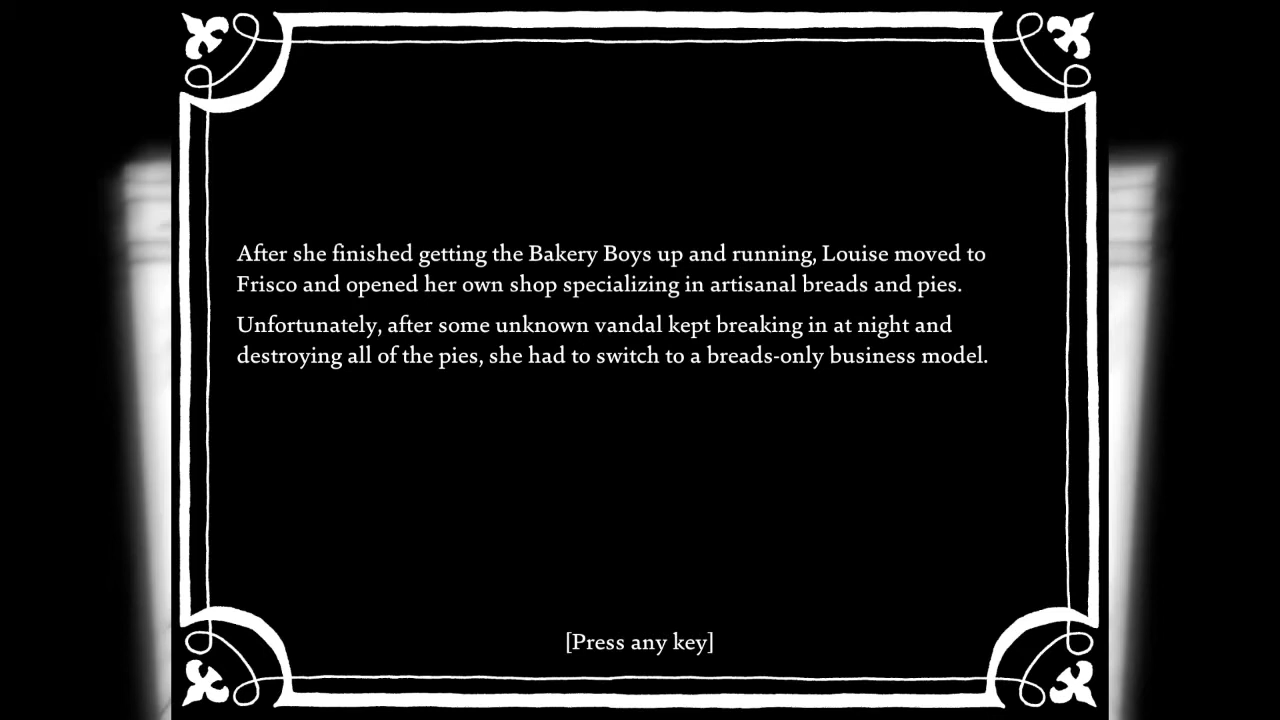 After she finished getting the Bakery Boys up and running, Louise moved to
Frisco and opened her own shop specializing in artisanal breads and pies.
Unfortunately, after some unknown vandal kept breaking in at night and
destroying all of the pies, she had to switch to a breads-only business model.
[Press any key]